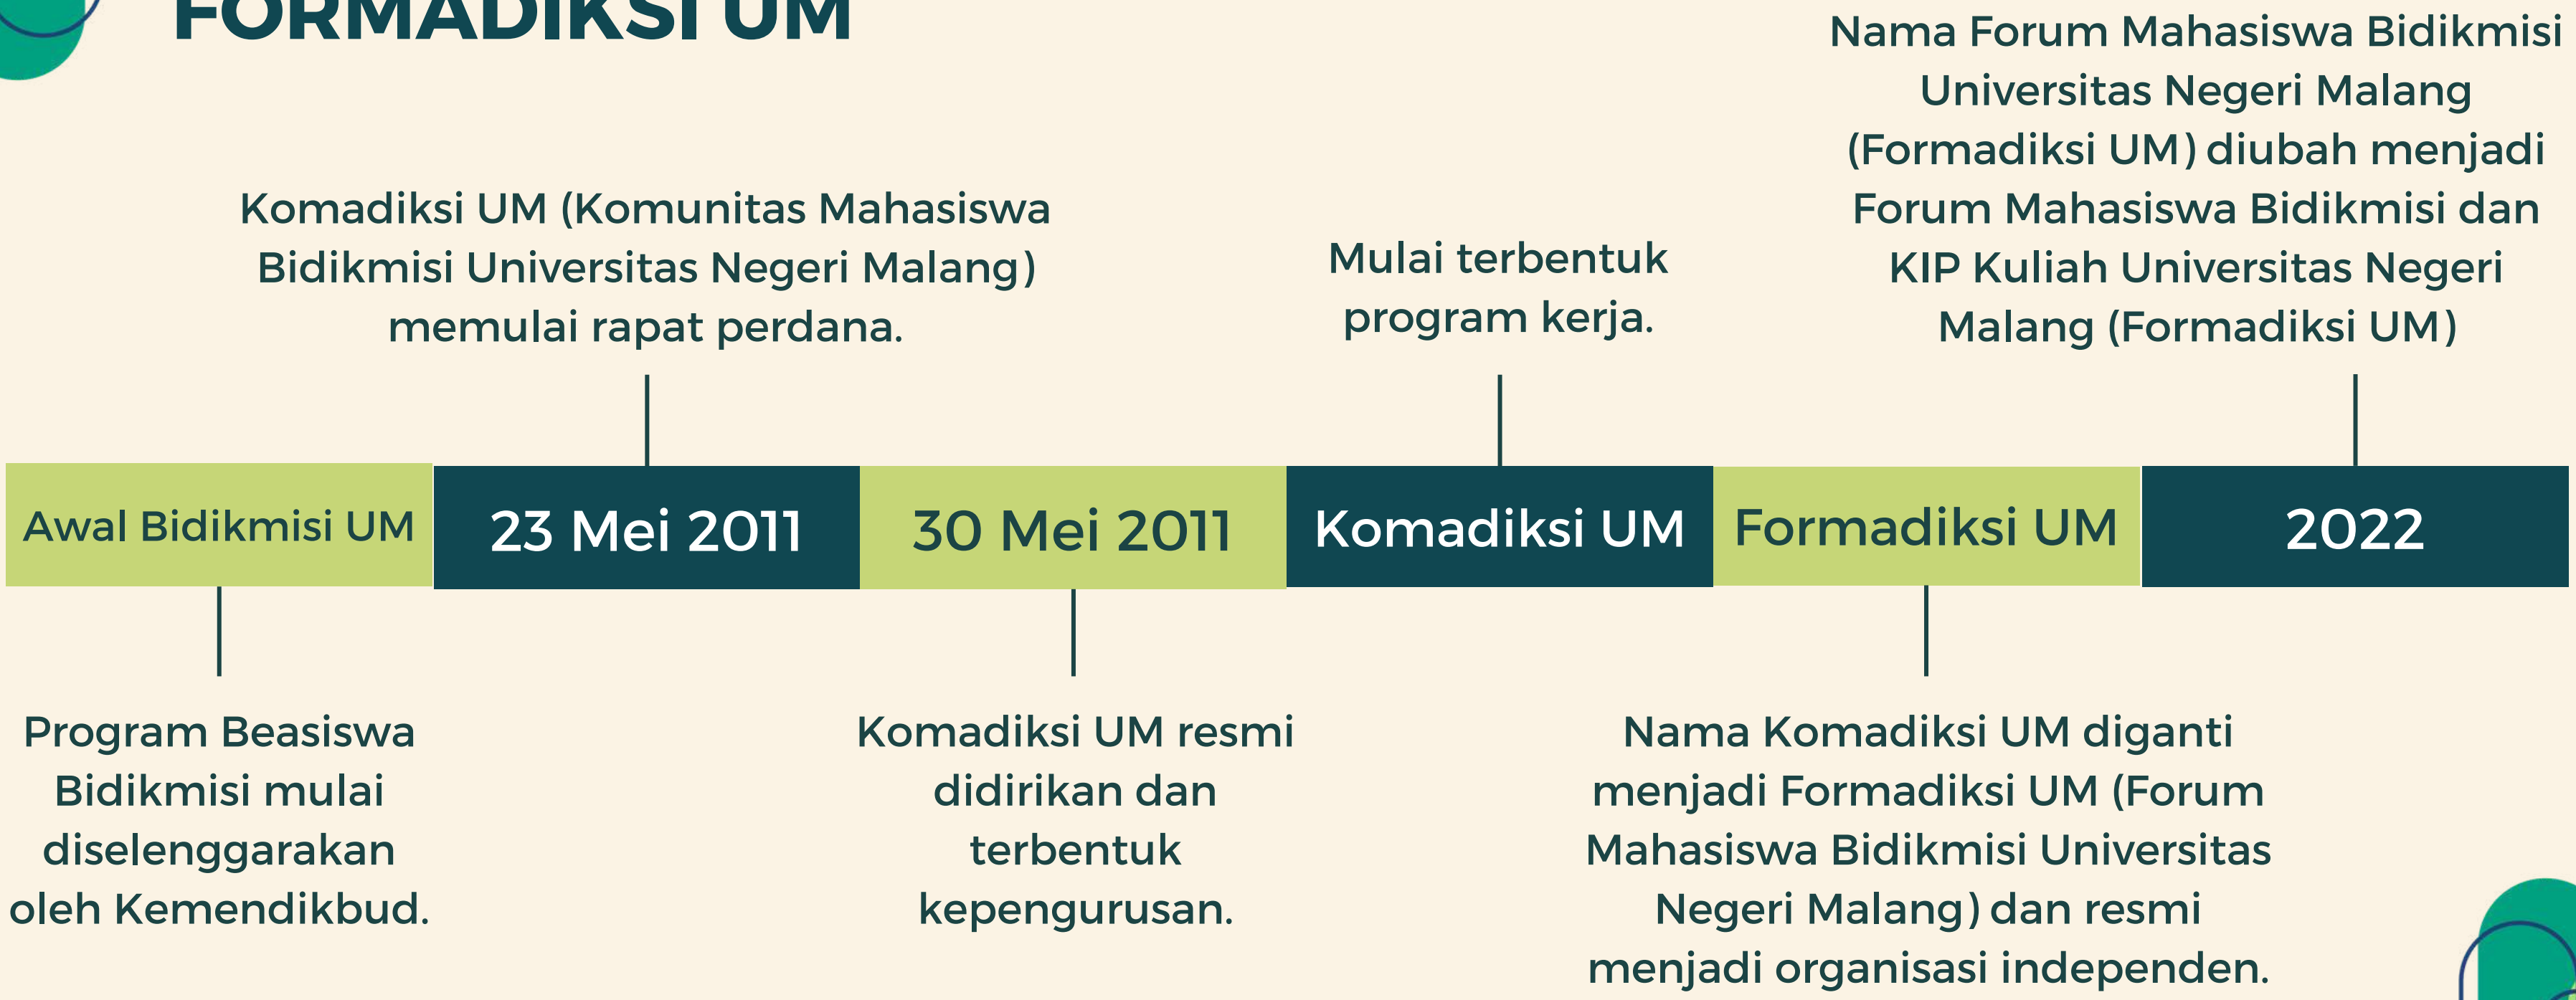 FORMADIKSI UM
Nama Forum Mahasiswa Bidikmisi
Universitas Negeri Malang
(Formadiksi UM) diubah menjadi
Forum Mahasiswa Bidikmisi dan
KIP Kuliah Universitas Negeri
Malang (Formadiksi UM)
Komadiksi UM (Komunitas Mahasiswa
Bidikmisi Universitas Negeri Malang)
memulai rapat perdana.
Mulai terbentuk
program kerja.
Awal Bidikmisi UM
23 Mei 2011
30 Mei 2011
Komadiksi UM
Formadiksi UM
2022
Program Beasiswa
Bidikmisi mulai
diselenggarakan
oleh Kemendikbud.
Komadiksi UM resmi
didirikan dan
terbentuk
kepengurusan.
Nama Komadiksi UM diganti
menjadi Formadiksi UM (Forum
Mahasiswa Bidikmisi Universitas
Negeri Malang) dan resmi
menjadi organisasi independen.